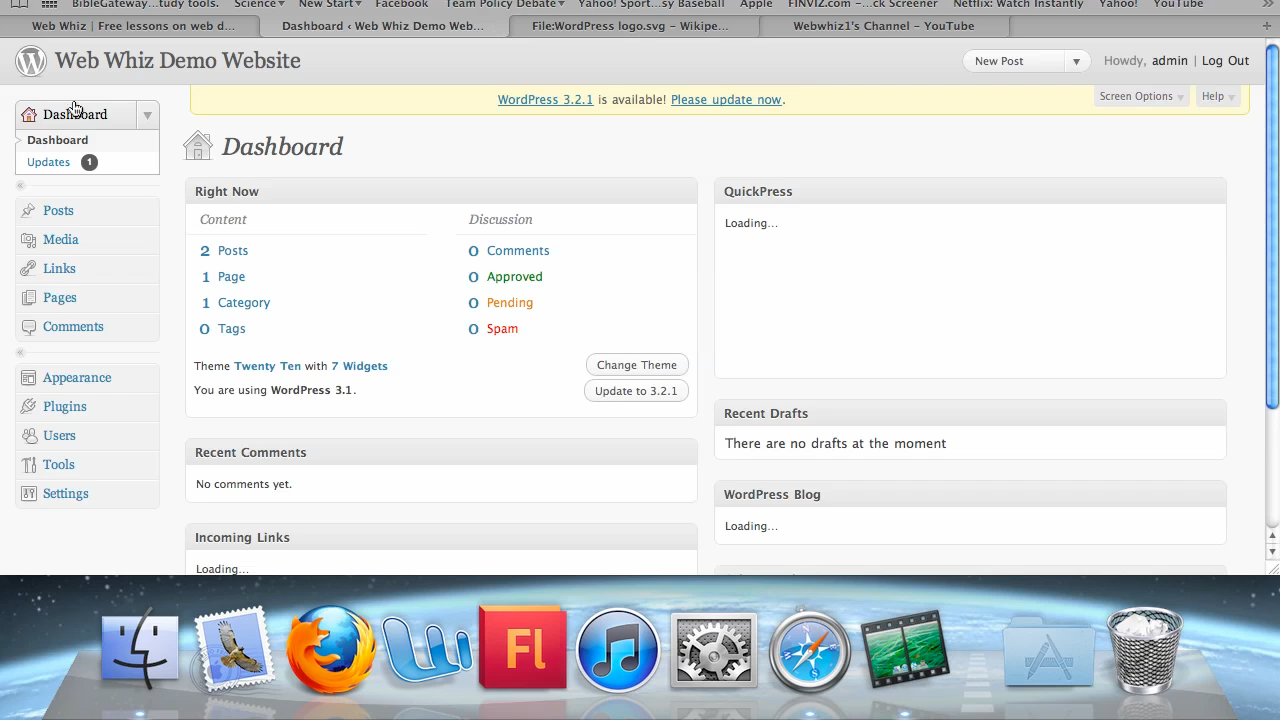 BibleGateway...tudy tools.
Science▾
New Start▾
Facebook
Team Policy Debate▾
Yahoo! Sport...sy Baseball
Apple
FINVIZ.com -...ck Screener
Netflix: Watch Instantly
Yahoo!
YouTube
Web Whiz | Free lessons on web d...
Dashboard ‹ Web Whiz Demo Web...
File:WordPress logo.svg - Wikipe...
Webwhiz1's Channel - YouTube
Web Whiz Demo Website
New Post
Howdy, admin | Log Out
WordPress 3.2.1 is available! Please update now.
Screen Options
Help
Dashboard
Dashboard
Updates 1
Posts
Media
Links
Pages
Comments
Appearance
Plugins
Users
Tools
Settings
Dashboard
Right Now
Content
Discussion
2 Posts
0 Comments
1 Page
0 Approved
1 Category
0 Pending
0 Tags
0 Spam
Theme Twenty Ten with 7 Widgets
Change Theme
You are using WordPress 3.1.
Update to 3.2.1
Recent Comments
No comments yet.
Incoming Links
Loading...
QuickPress
Loading...
Recent Drafts
There are no drafts at the moment
WordPress Blog
Loading...
Fl